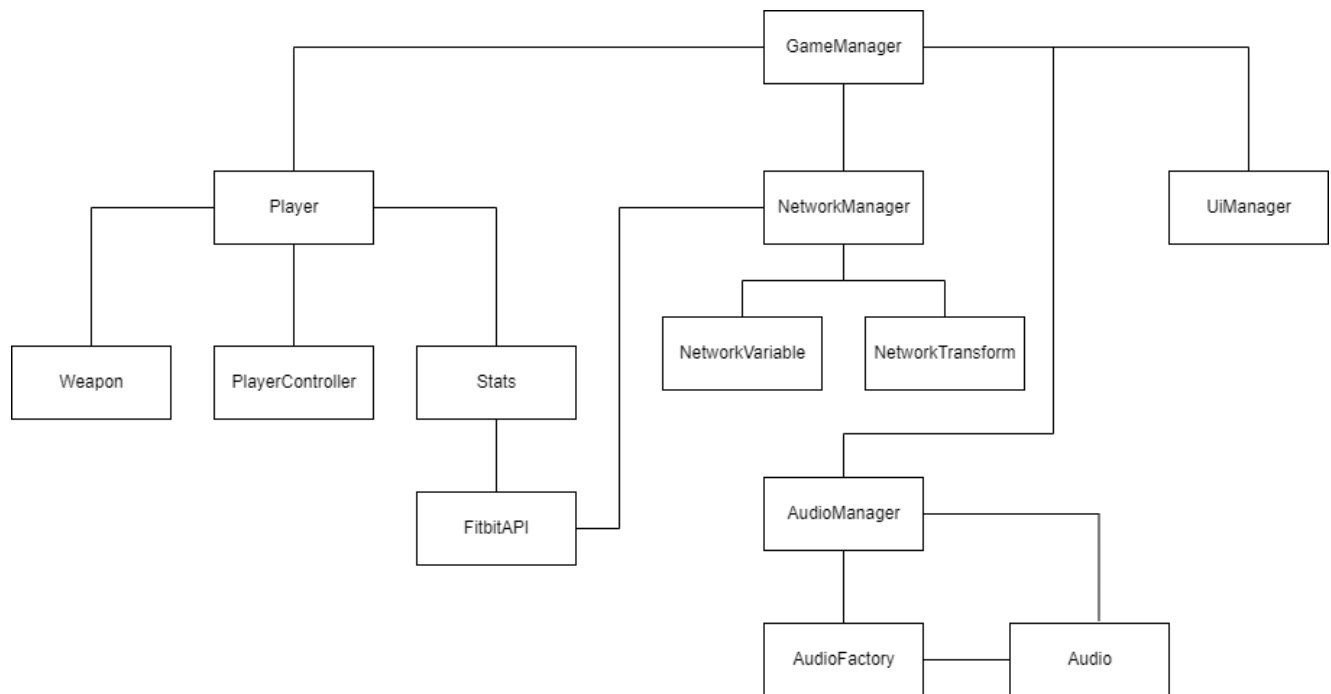 GameManager
Player
NetworkManager
UiManager
NetworkVariable
NetworkTransform
Weapon
PlayerController
Stats
FitbitAPI
AudioManager
AudioFactory
Audio